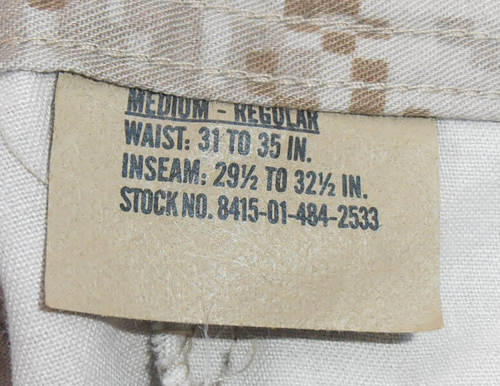 MEDIUM - REGULAR
WAIST: 31 TO 35 IN.
INSEAM: 29½ TO 32½ IN.
STOCK NO. 8415-01-484-2533